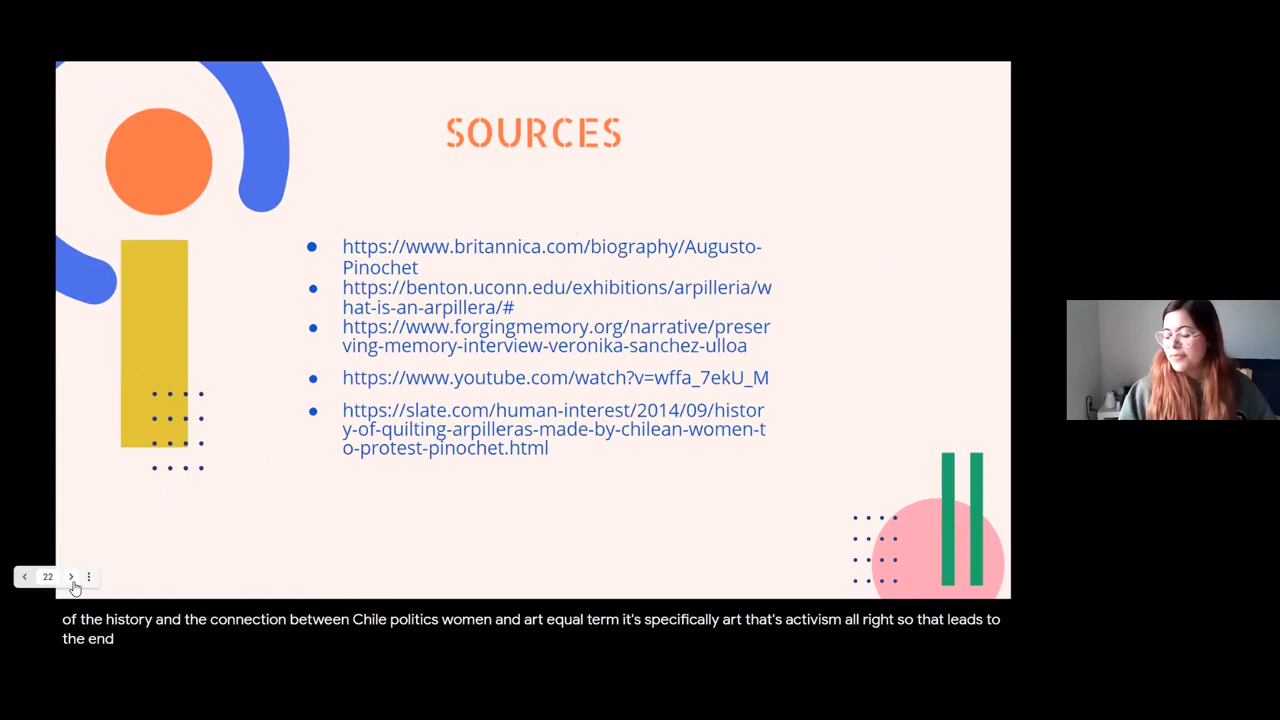 SOURCES
https://www.britannica.com/biography/Augusto-
Pinochet
https://benton.uconn.edu/exhibitions/arpilleria/w
hat-is-an-arpillera/#
https://www.forgingmemory.org/narrative/preser
ving-memory-interview-veronika-sanchez-ulloa
https://www.youtube.com/watch?v=wffa_7ekU_M
https://slate.com/human-interest/2014/09/histor
y-of-quilting-arpilleras-made-by-chilean-women-t
o-protest-pinochet.html
22
of the history and the connection between Chile politics women and art equal term it's specifically art that's activism all right so that leads to
the end